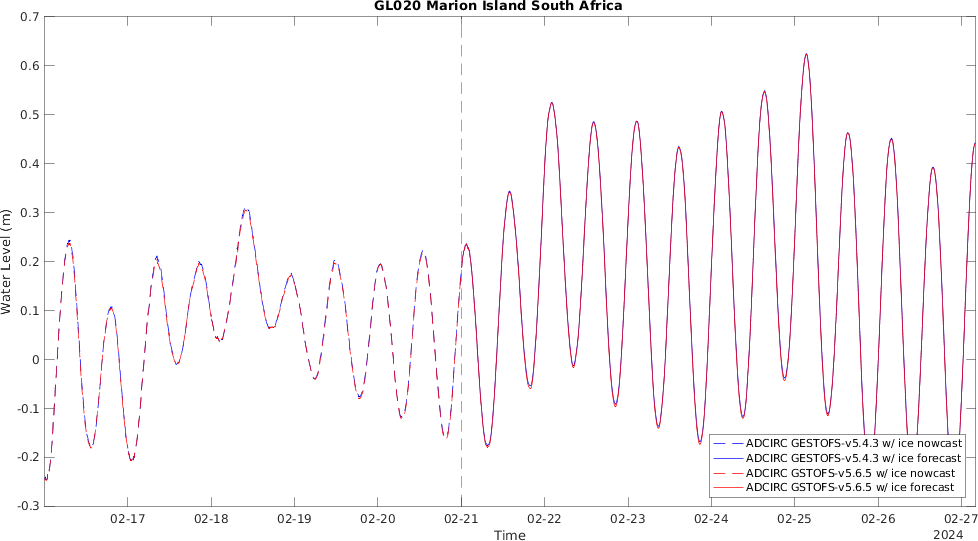 GL020 Marion Island South Africa
0.7
0.6
0.5
0.4
0.3
0.2
0.1
0
-0.1
-0.2
-0.3
Water Level (m)
ADCIRC GESTOFS-v5.4.3 w/ ice nowcast
ADCIRC GESTOFS-v5.4.3 w/ ice forecast
ADCIRC GSTOFS-v5.6.5 w/ ice nowcast
ADCIRC GSTOFS-v5.6.5 w/ ice forecast
02-17 02-18 02-19 02-20 02-21 02-22 02-23 02-24 02-25 02-26 02-27
Time
2024